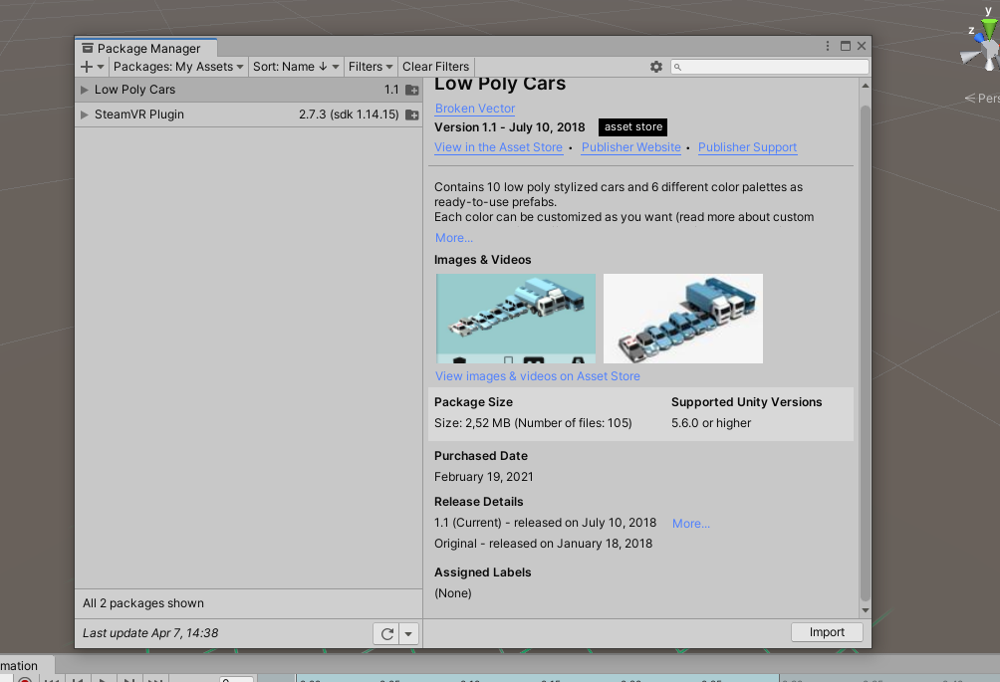 y
z
Package Manager
Packages: My Assets Sort: Name ↓ Filters Clear Filters
Low Poly Cars 1.1
SteamVR Plugin 2.7.3 (sdk 1.14.15)
Low Poly Cars
Broken Vector
Version 1.1 - July 10, 2018 asset store
View in the Asset Store • Publisher Website • Publisher Support
Contains 10 low poly stylized cars and 6 different color palettes as
ready-to-use prefabs.
Each color can be customized as you want (read more about custom
More...
Images & Videos
View images & videos on Asset Store
Package Size Supported Unity Versions
Size: 2,52 MB (Number of files: 105) 5.6.0 or higher
Purchased Date
February 19, 2021
Release Details
1.1 (Current) - released on July 10, 2018 More...
Original - released on January 18, 2018
Assigned Labels
(None)
All 2 packages shown
Last update Apr 7, 14:38
Import
Pers
mation